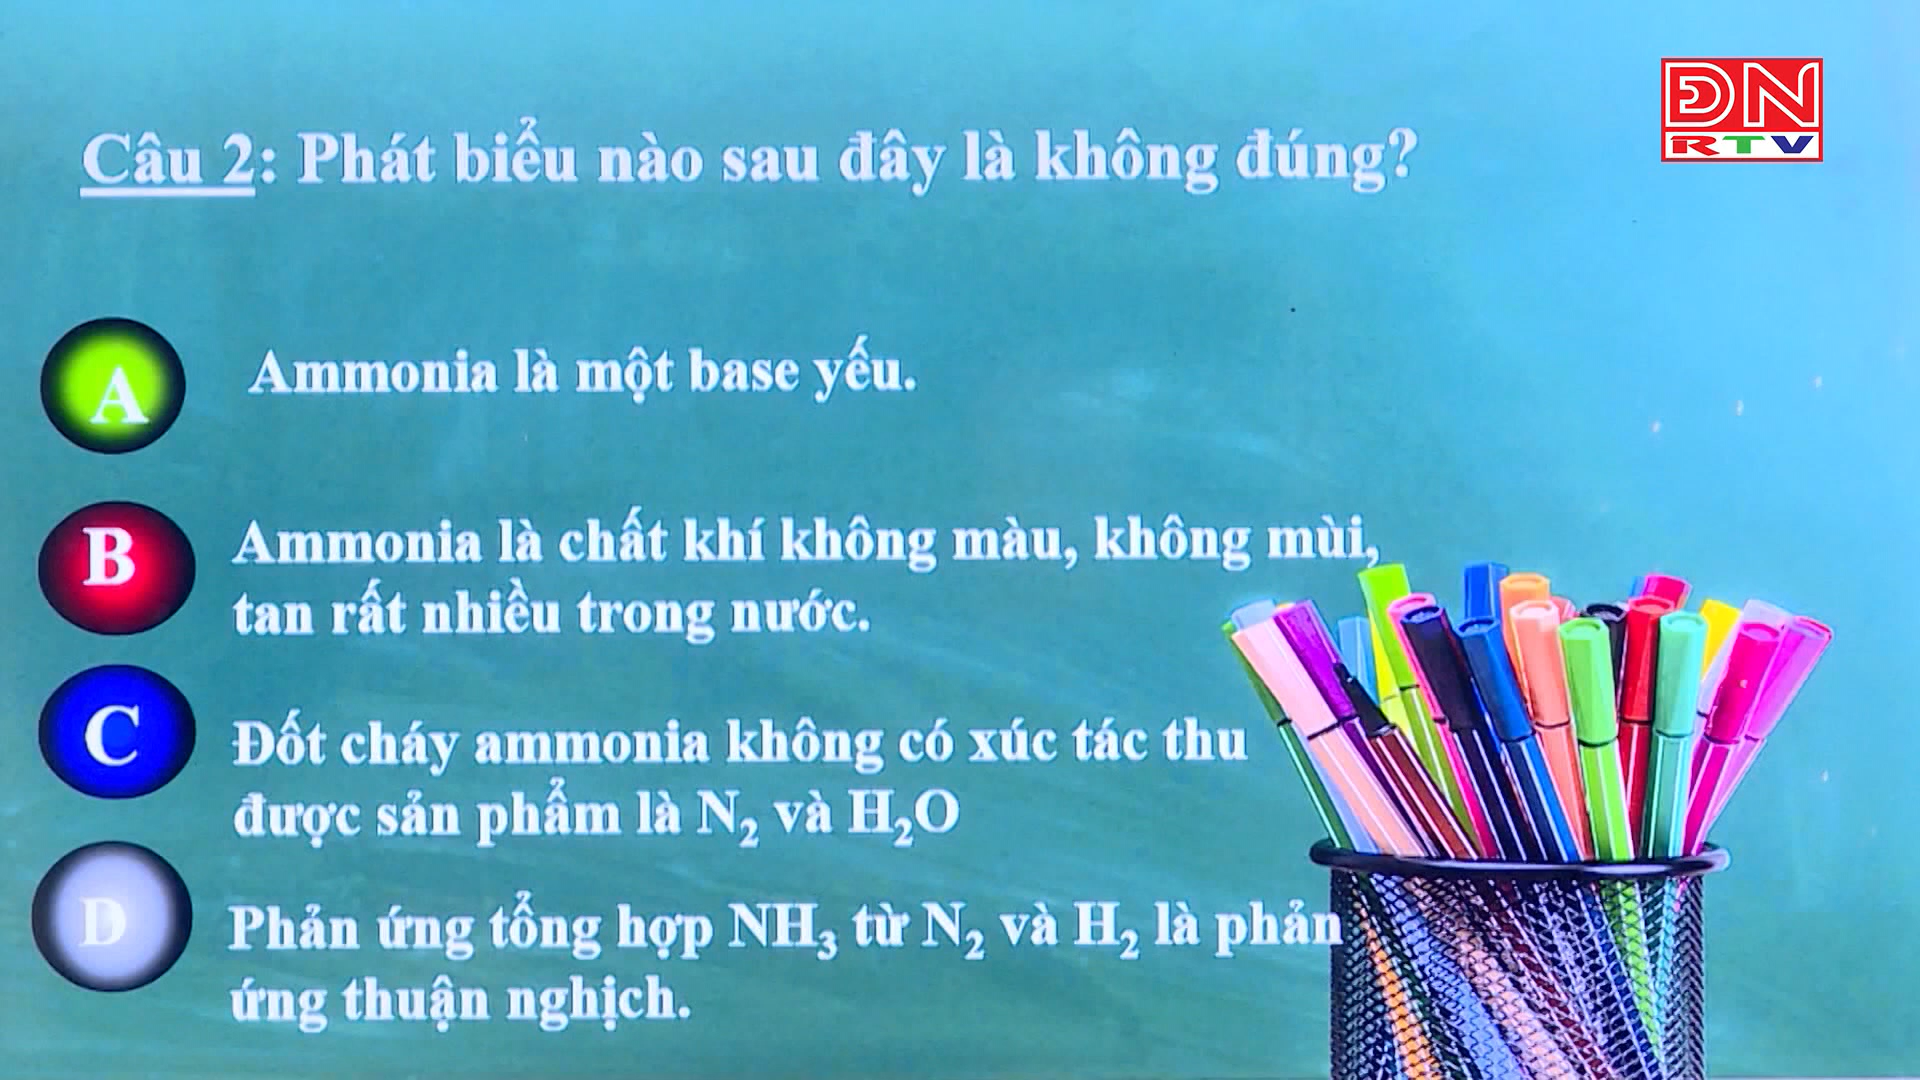 ĐN
RTV
Câu 2: Phát biểu nào sau đây là không đúng?
A
Ammonia là một base yếu.
B
Ammonia là chất khí không màu, không mùi,
tan rất nhiều trong nước.
C
Đốt cháy ammonia không có xúc tác thu
được sản phẩm là N₂ và H₂O
D
Phản ứng tổng hợp NH₃ từ N₂ và H₂ là phản
ứng thuận nghịch.